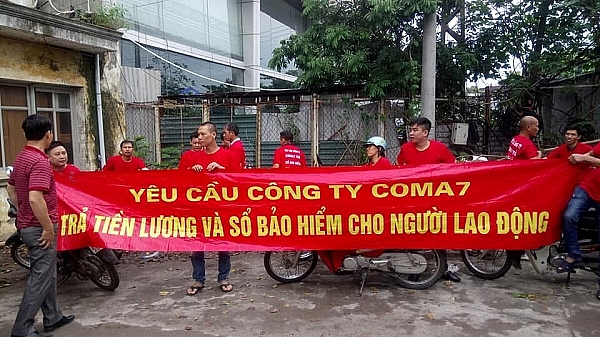 YÊU CẦU CÔNG TY COMA7
TRẢ TIỀN LƯƠNG VÀ SỔ BẢO HIỂM CHO NGƯỜI LAO ĐỘNG